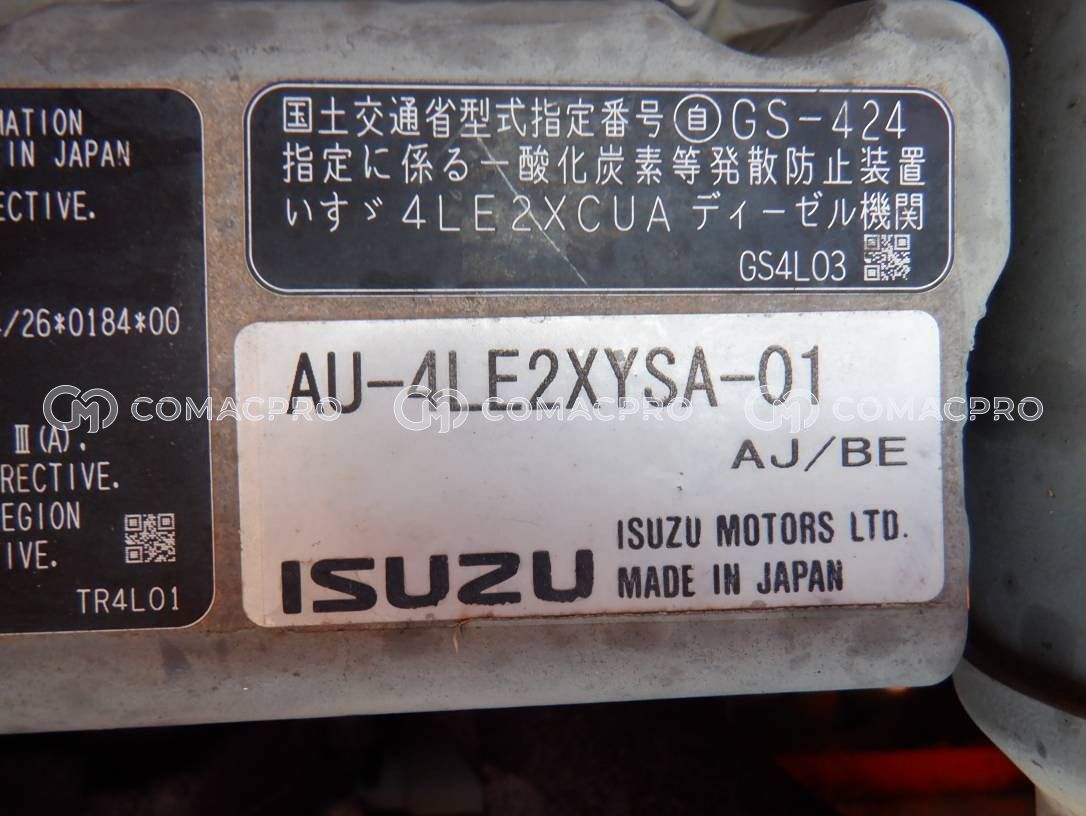 MATION
IN JAPAN
ECTIVE.
/26*0184*00
III(A).
RECTIVE.
EGION
IVE.
TR4L01
国土交通省型式指定番号 自 GS-424
指定に係る一酸化炭素等発散防止装置
いすゞ 4LE2XCUA ディーゼル機関
GS4L03
AU-4LE2XYSA-01
AJ/BE
ISUZU
ISUZU MOTORS LTD.
MADE IN JAPAN
COMACPRO COMACPRO COMACPRO